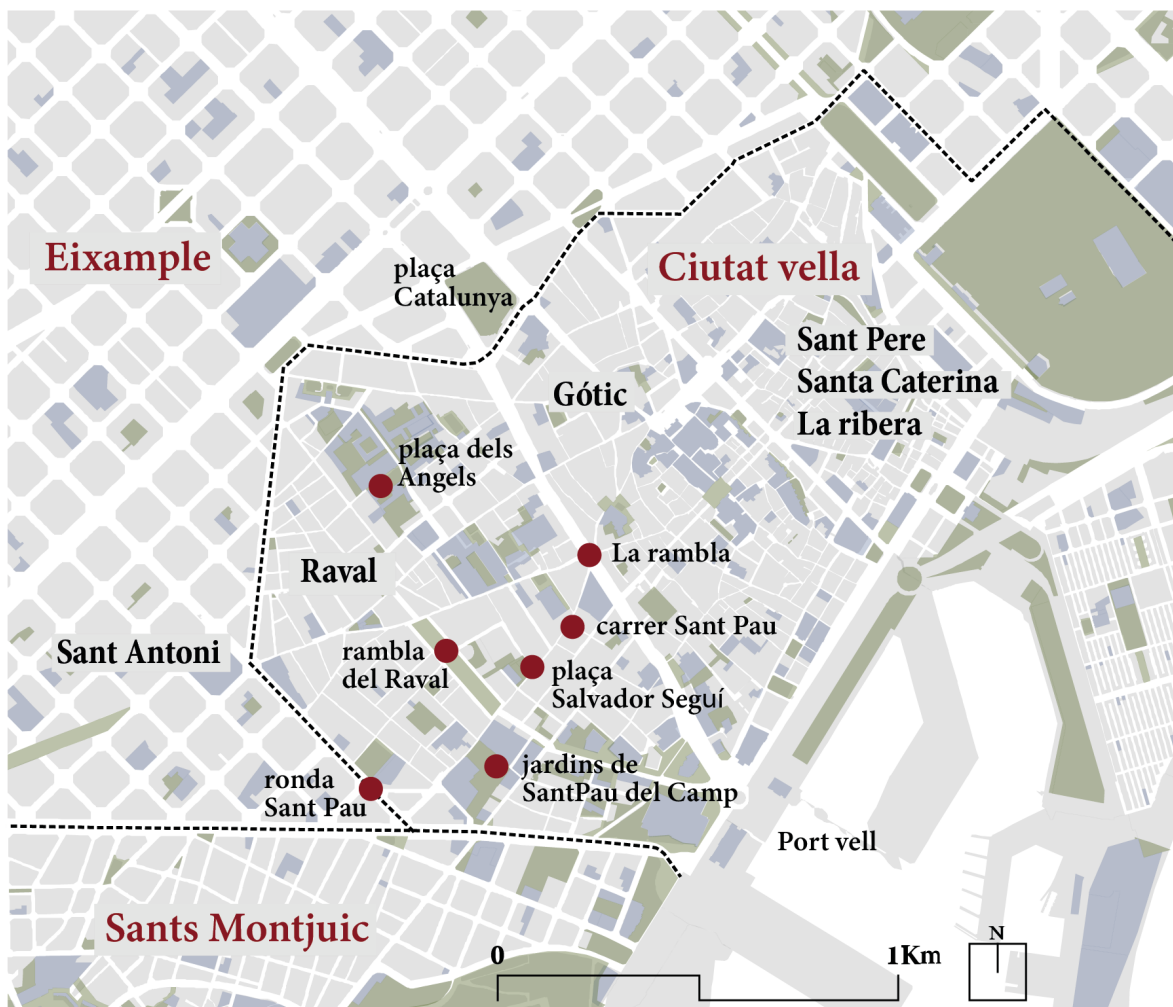 Eixample
plaça
Catalunya
Ciutat vella
Sant Pere
Santa Caterina
La ribera
Gótic
plaça dels
Angels
La rambla
Raval
carrer Sant Pau
Sant Antoni
rambla
del Raval
plaça
Salvador Seguí
jardins de
SantPau del Camp
ronda
Sant Pau
Port vell
Sants Montjuic
0
1Km
N